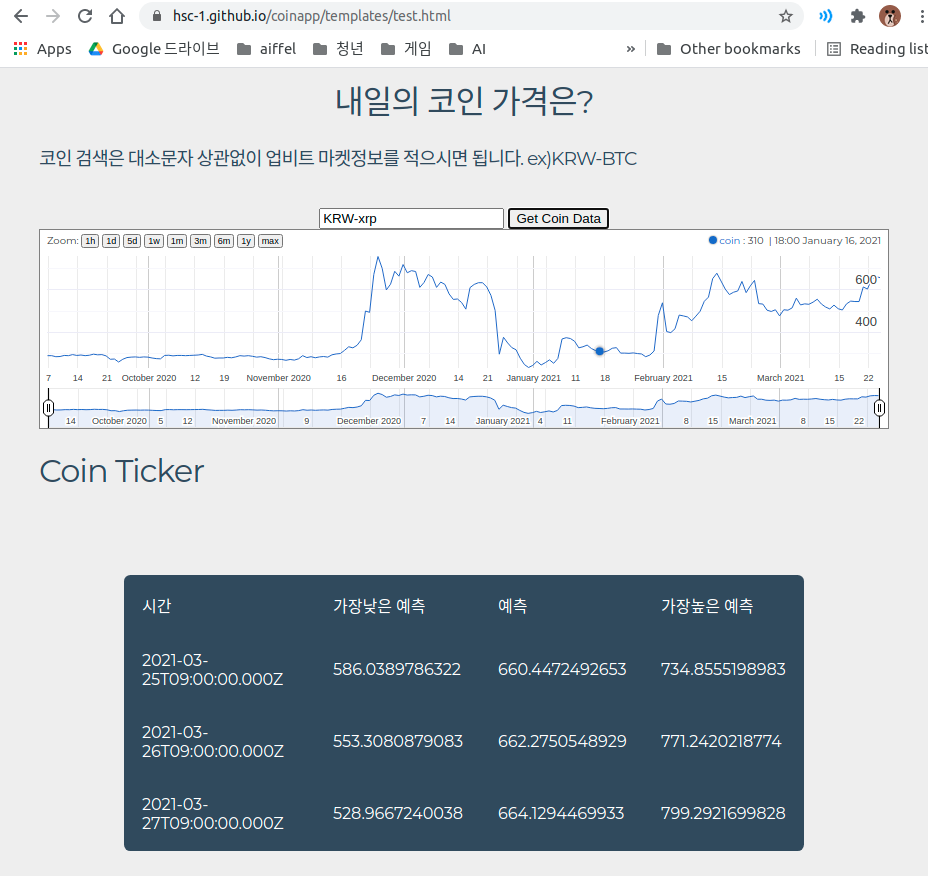 hsc-1.github.io/coinapp/templates/test.html
Apps Google 드라이브 aiffel 청년 게임 AI » Other bookmarks Reading list
내일의 코인 가격은?
코인 검색은 대소문자 상관없이 업비트 마켓정보를 적으시면 됩니다. ex)KRW-BTC
KRW-xrp Get Coin Data
Zoom: 1h 1d 5d 1w 1m 3m 6m 1y max coin : 310 | 18:00 January 16, 2021
600
400
7 14 21 October 2020 12 19 November 2020 16 December 2020 14 21 January 2021 11 18 February 2021 15 March 2021 15 22
14 October 2020 5 12 November 2020 9 December 2020 7 14 January 2021 4 11 February 2021 8 15 March 2021 8 15 22
Coin Ticker
시간 가장낮은 예측 예측 가장높은 예측
2021-03-
25T09:00:00.000Z 586.0389786322 660.4472492653 734.8555198983
2021-03-
26T09:00:00.000Z 553.3080879083 662.2750548929 771.2420218774
2021-03-
27T09:00:00.000Z 528.9667240038 664.1294469933 799.2921699828